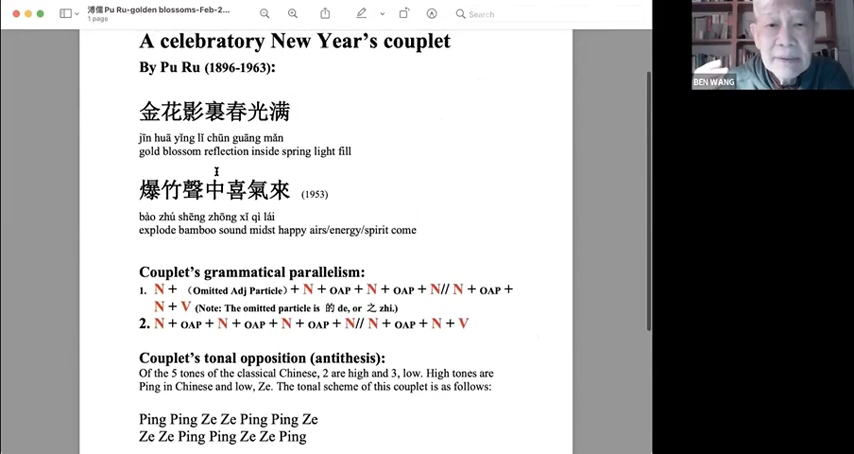 溥儒 Pu Ru-golden blossoms-Feb-2...
1 page
Search
A celebratory New Year’s couplet
By Pu Ru (1896-1963):
金花影裏春光满
jīn huā yǐng lǐ chūn guāng mǎn
gold blossom reflection inside spring light fill
爆竹聲中喜氣來 (1953)
bào zhú shēng zhōng xǐ qì lái
explode bamboo sound midst happy airs/energy/spirit come
Couplet’s grammatical parallelism:
1. N + （Omitted Adj Particle）+ N + OAP + N + OAP + N// N + OAP +
N + V (Note: The omitted particle is 的 de, or 之 zhi.)
2. N + OAP + N + OAP + N + OAP + N// N + OAP + N + V
Couplet’s tonal opposition (antithesis):
Of the 5 tones of the classical Chinese, 2 are high and 3, low. High tones are
Ping in Chinese and low, Ze. The tonal scheme of this couplet is as follows:
Ping Ping Ze Ze Ping Ping Ze
Ze Ze Ping Ping Ze Ze Ping
BEN WANG